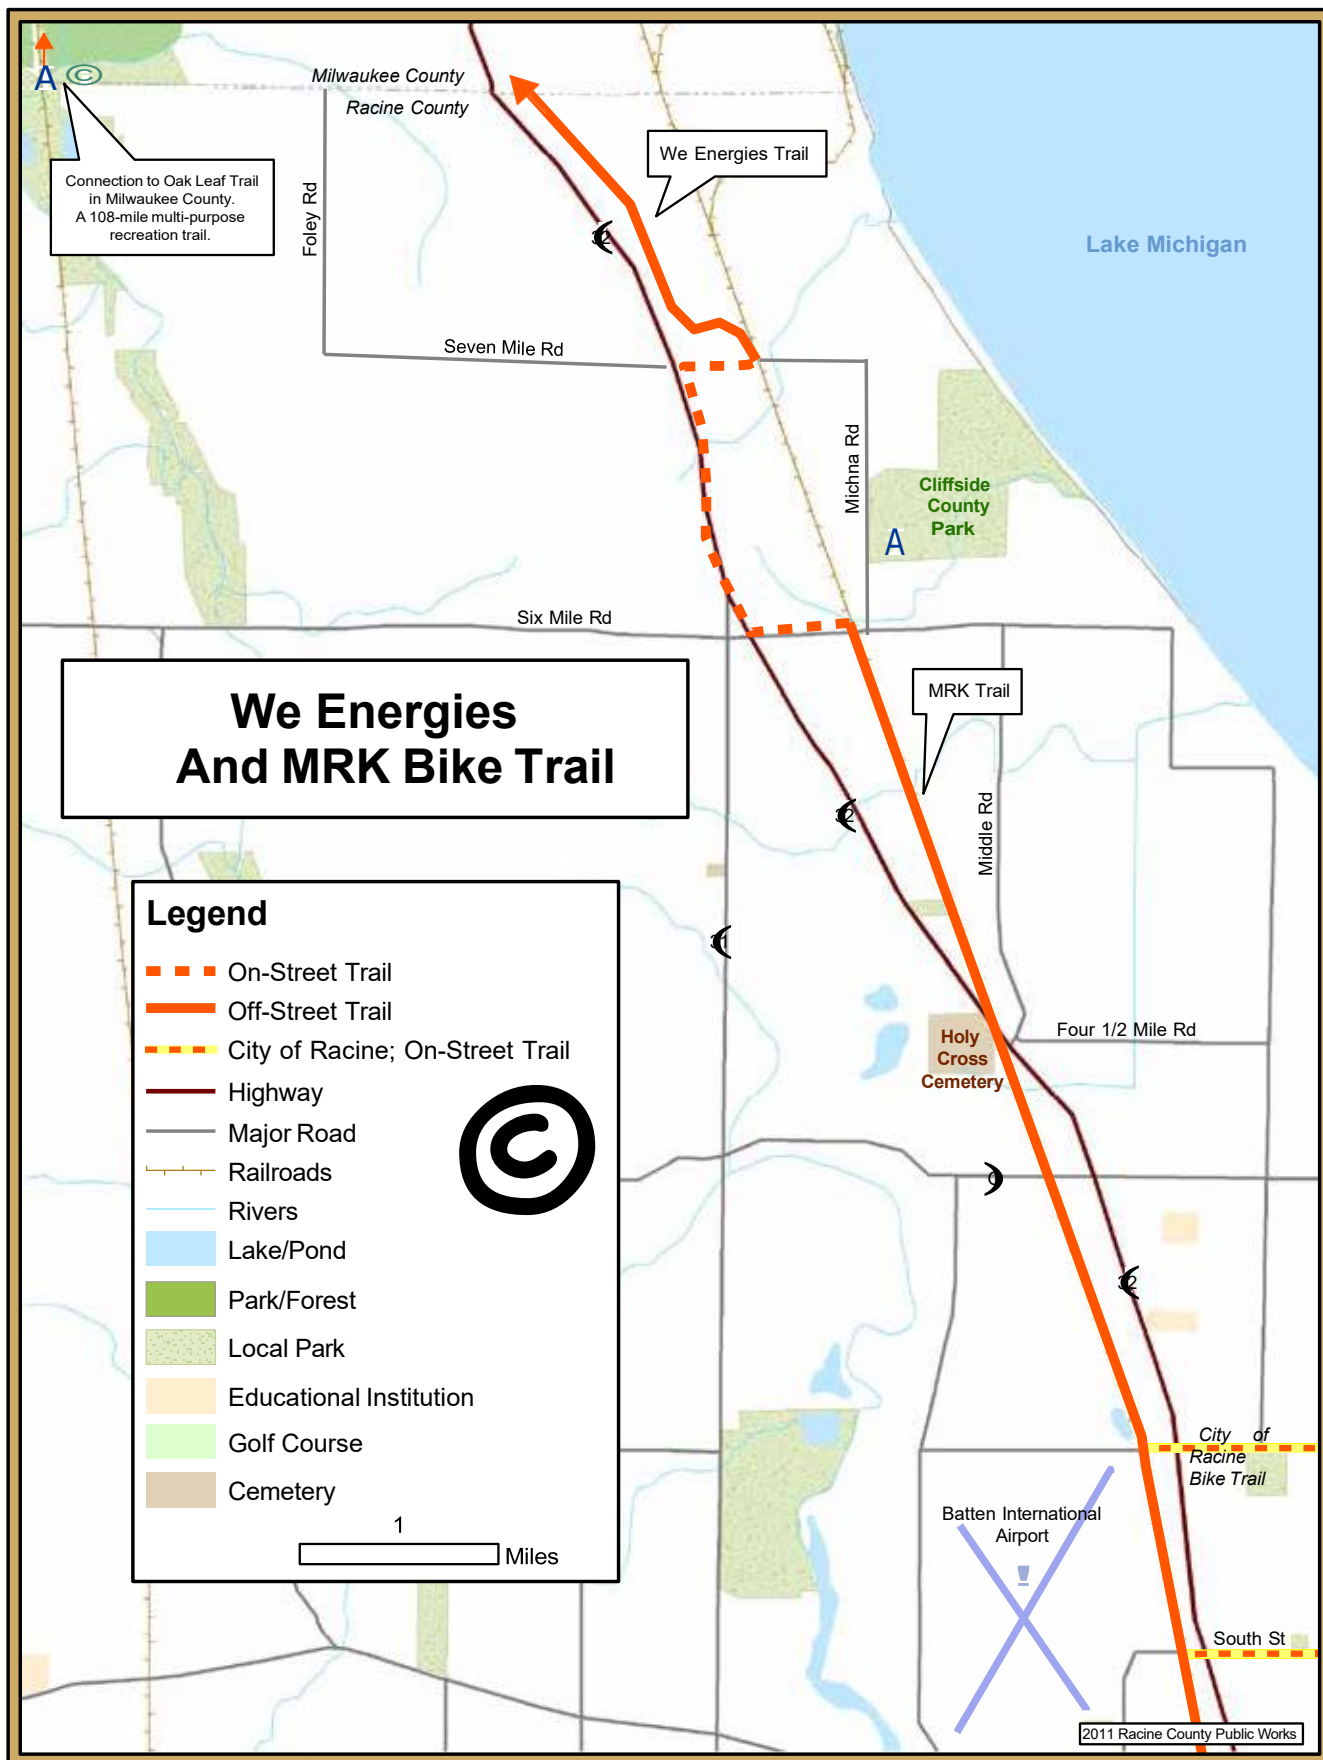 Milwaukee County
Racine County
A
©
Connection to Oak Leaf Trail
in Milwaukee County.
A 108-mile multi-purpose
recreation trail.
Foley Rd
We Energies Trail
32
Lake Michigan
Seven Mile Rd
Michna Rd
Cliffside
County
Park
A
Six Mile Rd
We Energies
And MRK Bike Trail
MRK Trail
32
Middle Rd
31
Legend
On-Street Trail
Off-Street Trail
City of Racine; On-Street Trail
Highway
Major Road
Railroads
Rivers
Lake/Pond
Park/Forest
Local Park
Educational Institution
Golf Course
Cemetery
©
1
Miles
Four 1/2 Mile Rd
Holy
Cross
Cemetery
32
City of
Racine
Bike Trail
Batten International
Airport
South St
2011 Racine County Public Works